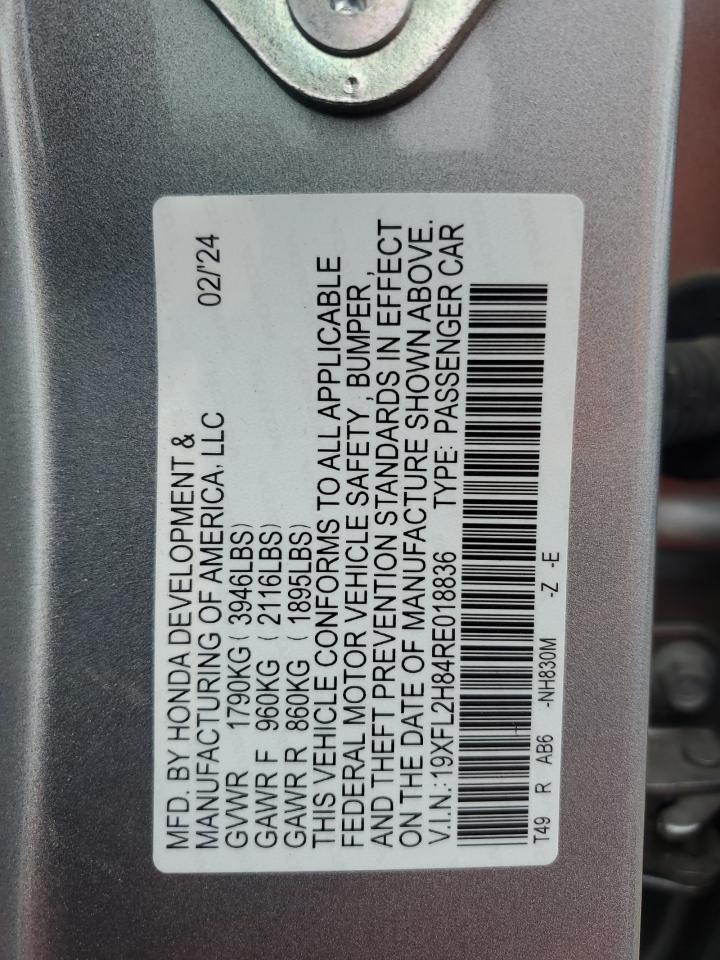 MFD. BY HONDA DEVELOPMENT &
MANUFACTURING OF AMERICA, LLC 02/'24
GVWR 1790KG ( 3946LBS)
GAWR F 960KG ( 2116LBS)
GAWR R 860KG ( 1895LBS)
THIS VEHICLE CONFORMS TO ALL APPLICABLE
FEDERAL MOTOR VEHICLE SAFETY , BUMPER ,
AND THEFT PREVENTION STANDARDS IN EFFECT
ON THE DATE OF MANUFACTURE SHOWN ABOVE.
V.I.N.:19XFL2H84RE018836 TYPE: PASSENGER CAR
T49 R AB6 -NH830M -Z -E